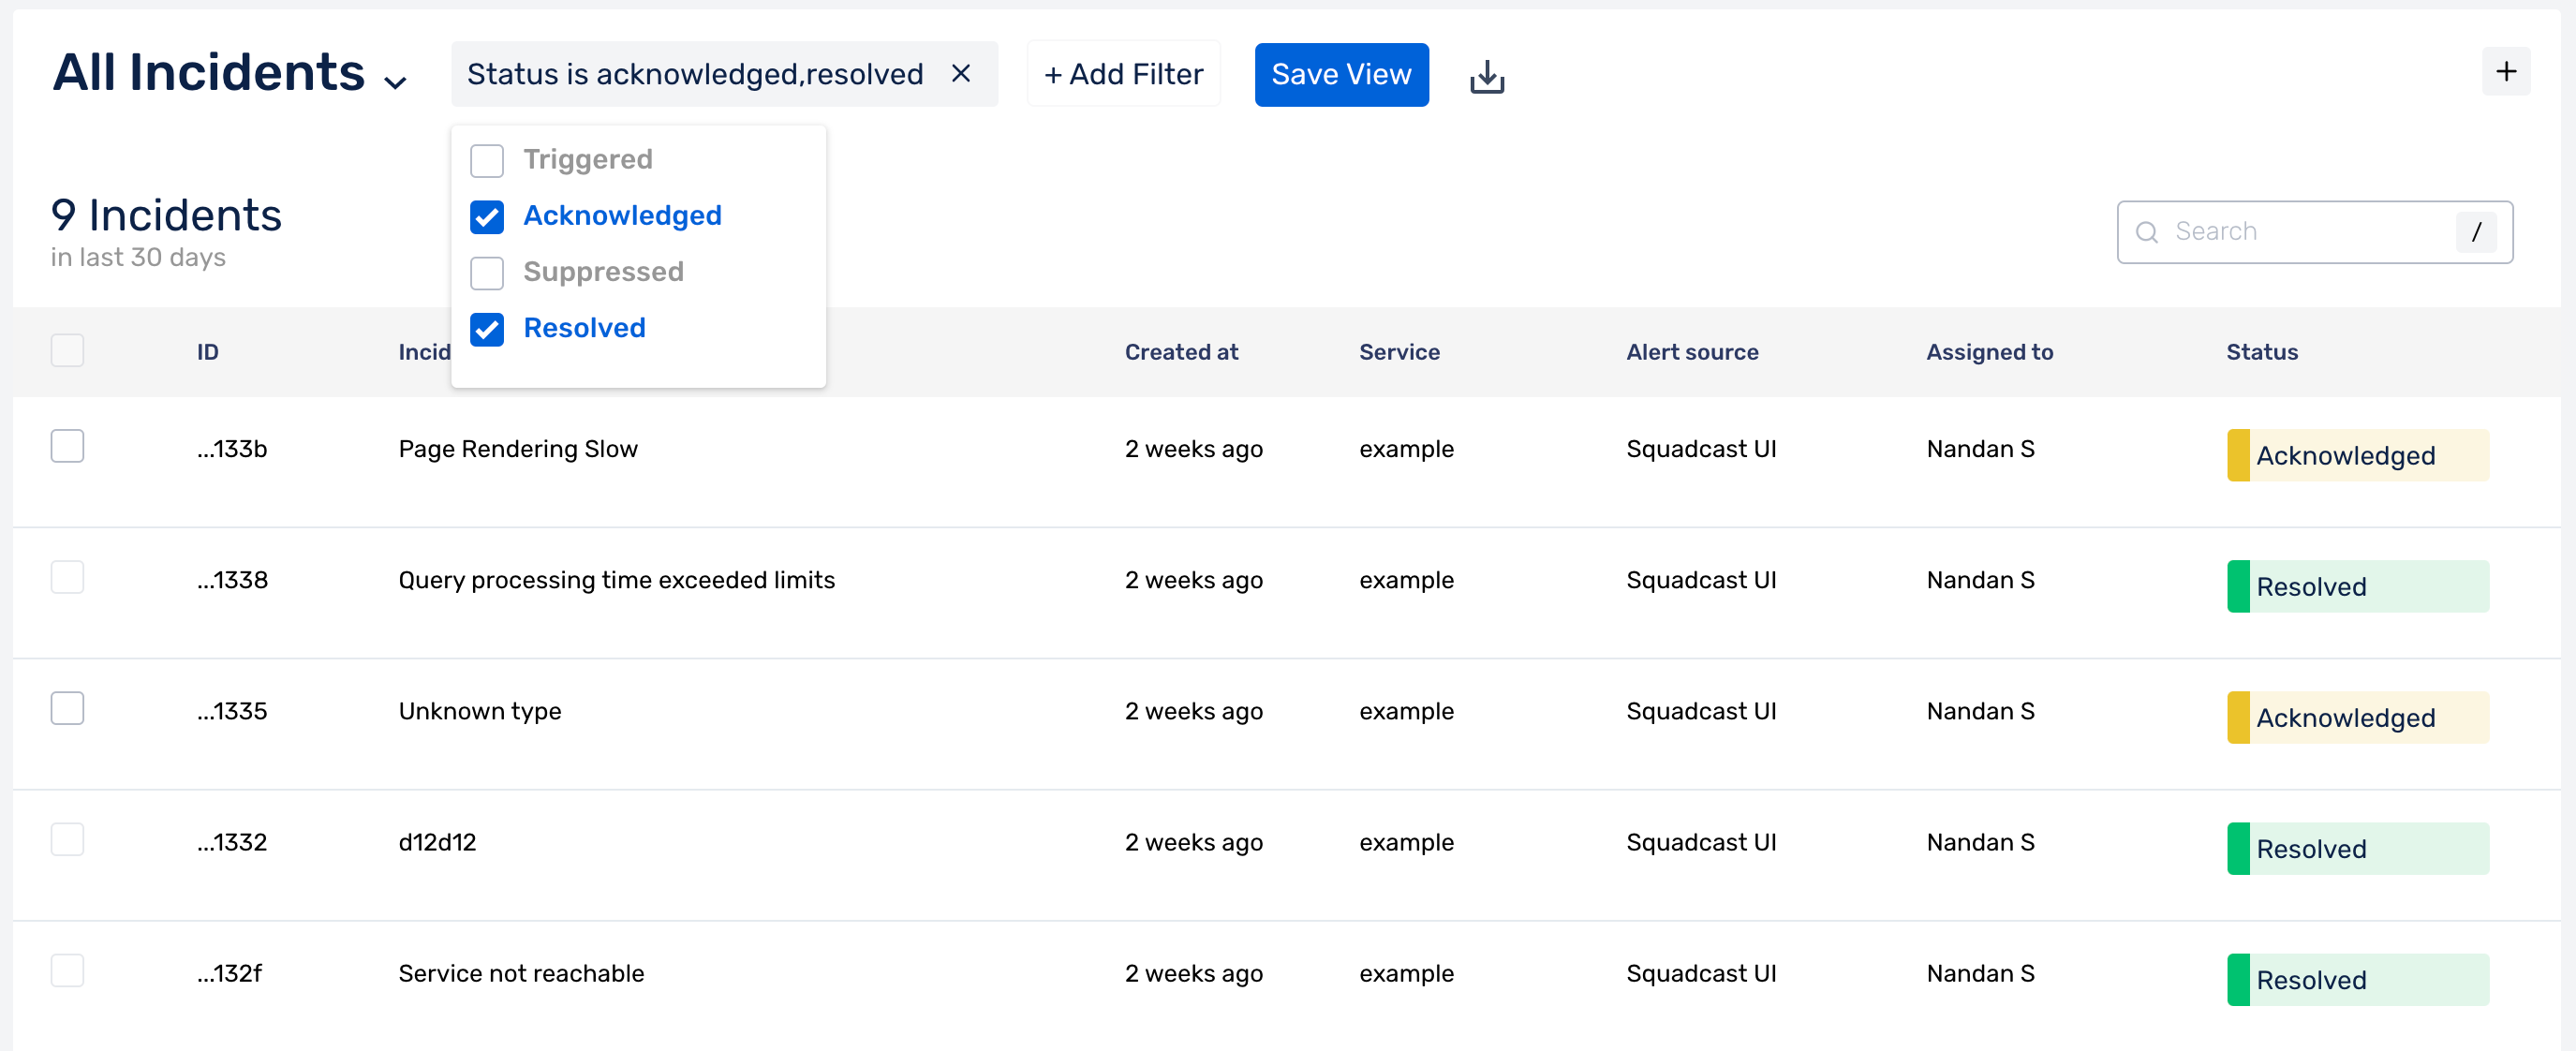 All Incidents
Status is acknowledged,resolved
+ Add Filter
Save View
+
Triggered
Acknowledged
Suppressed
Resolved
9 Incidents
in last 30 days
Search /
ID Incid Created at Service Alert source Assigned to Status
...133b Page Rendering Slow 2 weeks ago example Squadcast UI Nandan S Acknowledged
...1338 Query processing time exceeded limits 2 weeks ago example Squadcast UI Nandan S Resolved
...1335 Unknown type 2 weeks ago example Squadcast UI Nandan S Acknowledged
...1332 d12d12 2 weeks ago example Squadcast UI Nandan S Resolved
...132f Service not reachable 2 weeks ago example Squadcast UI Nandan S Resolved